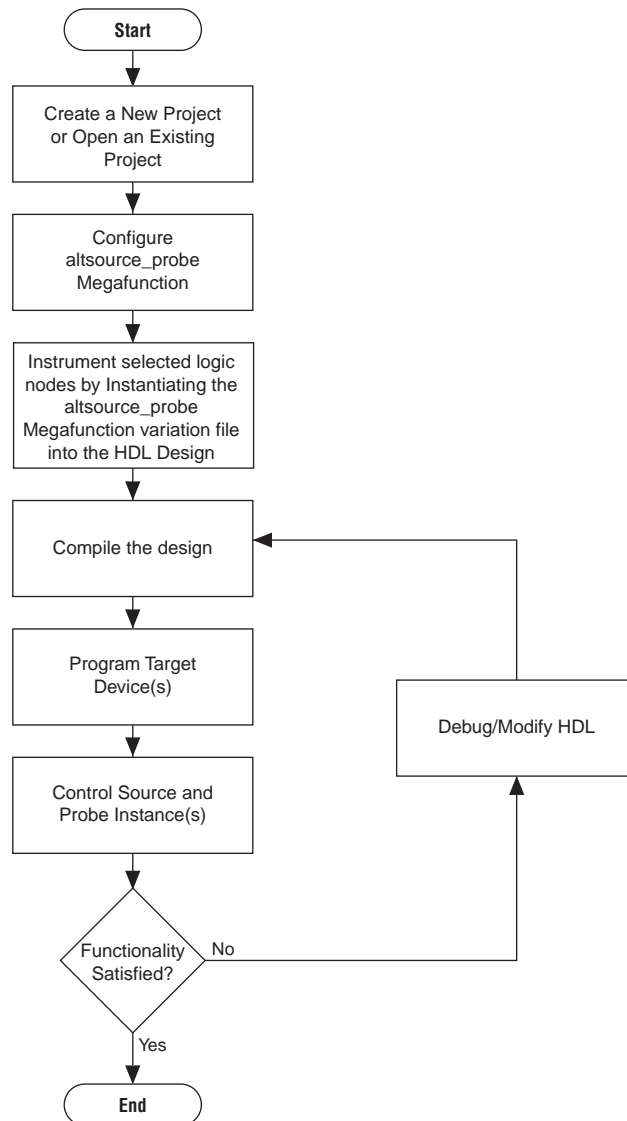 Start
Create a New Project
or Open an Existing
Project
Configure
altsource_probe
Megafunction
Instrument selected logic
nodes by Instantiating the
altsource_probe
Megafunction variation file
into the HDL Design
Compile the design
Program Target
Device(s)
Debug/Modify HDL
Control Source and
Probe Instance(s)
Functionality
Satisfied?
No
Yes
End